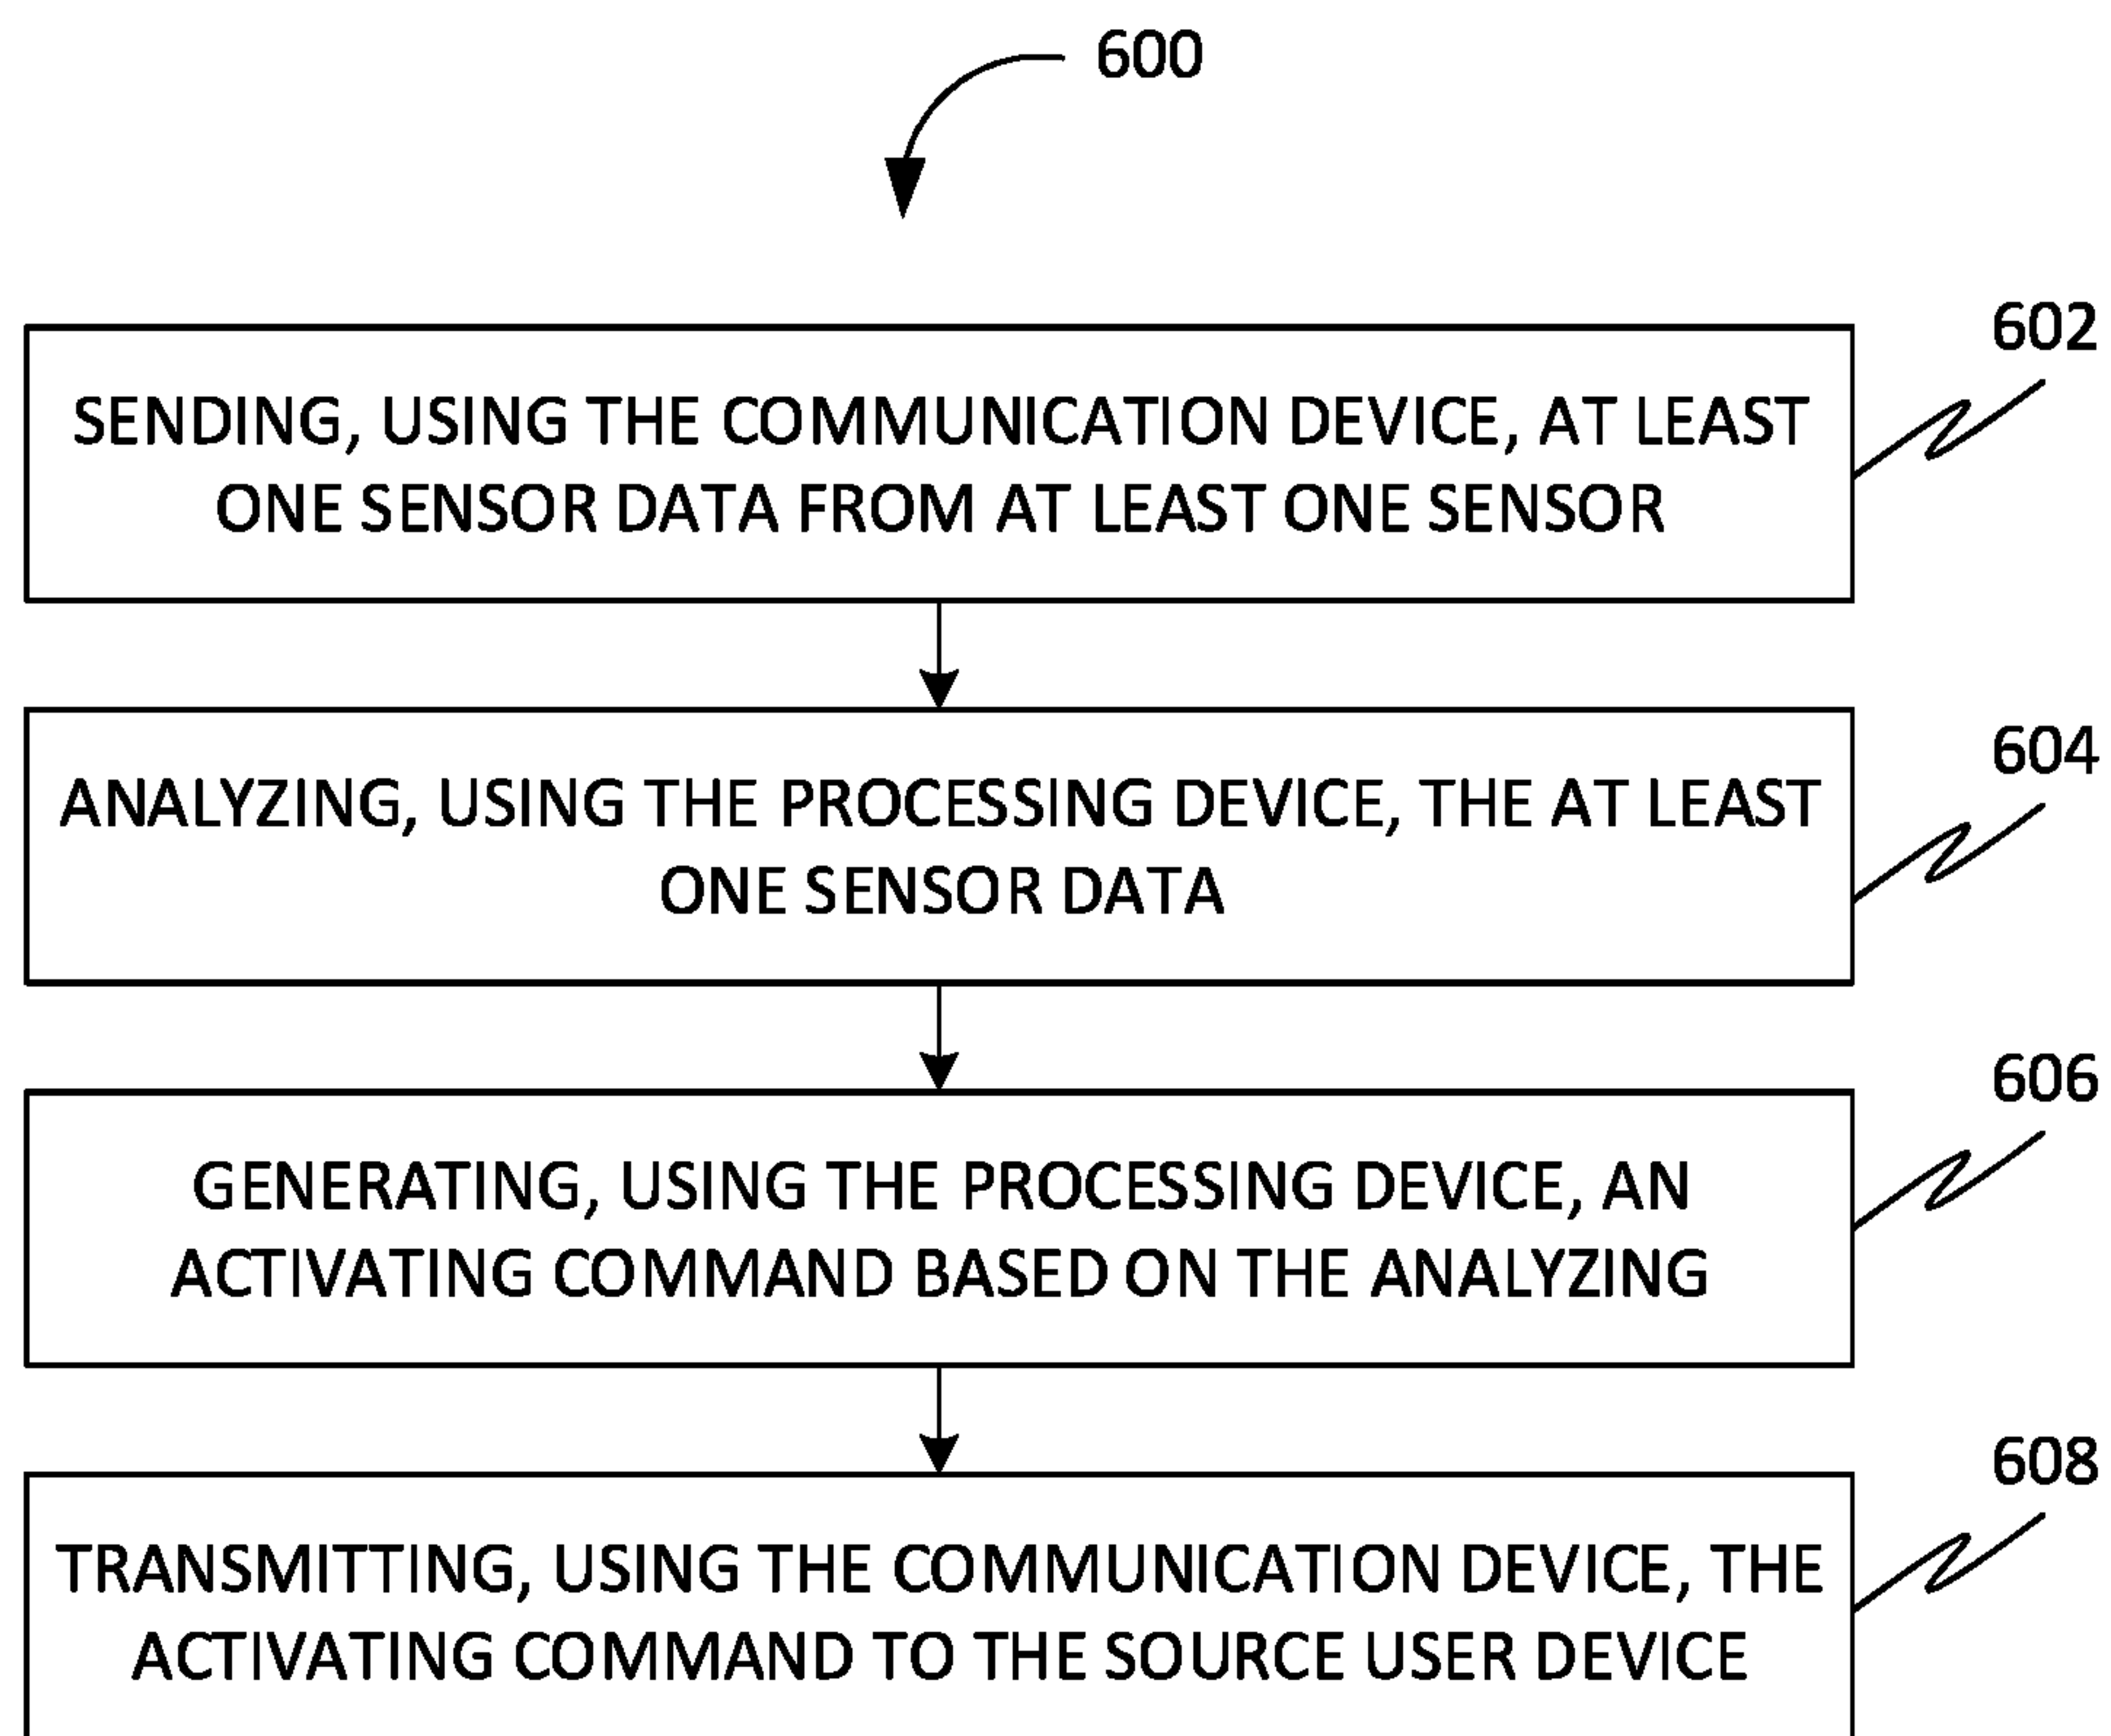 600
602
SENDING, USING THE COMMUNICATION DEVICE, AT LEAST
ONE SENSOR DATA FROM AT LEAST ONE SENSOR
604
ANALYZING, USING THE PROCESSING DEVICE, THE AT LEAST
ONE SENSOR DATA
606
GENERATING, USING THE PROCESSING DEVICE, AN
ACTIVATING COMMAND BASED ON THE ANALYZING
608
TRANSMITTING, USING THE COMMUNICATION DEVICE, THE
ACTIVATING COMMAND TO THE SOURCE USER DEVICE